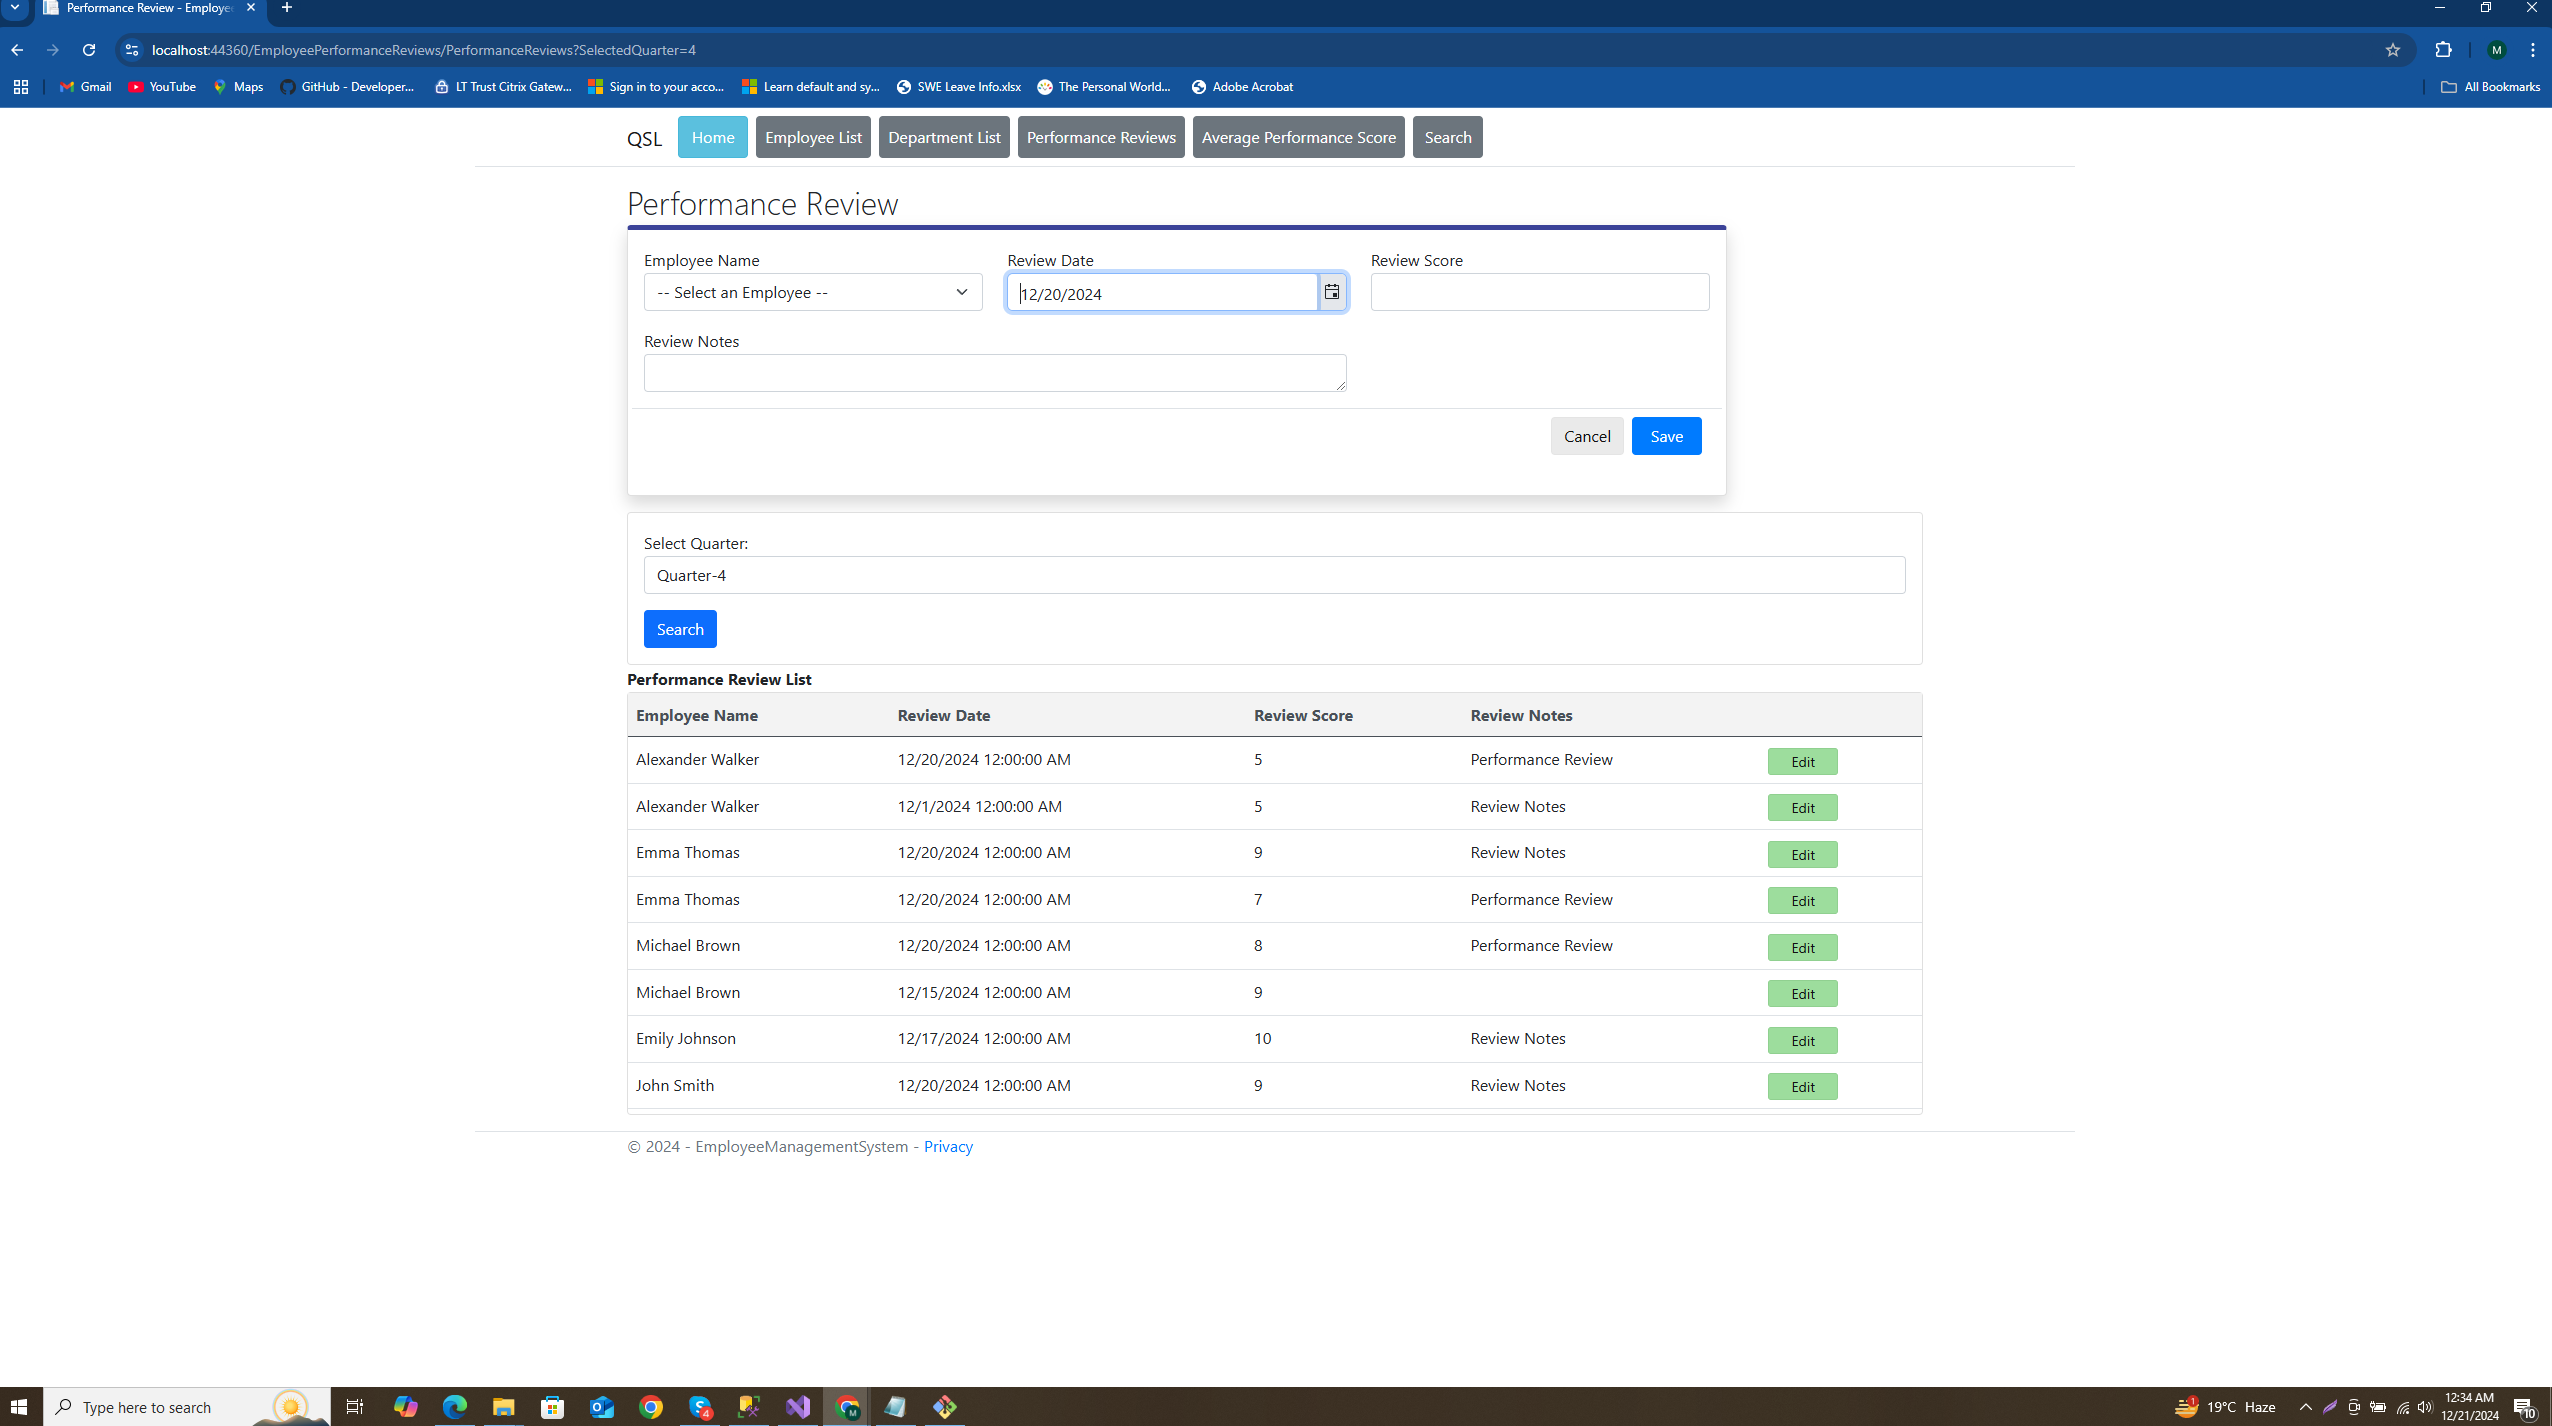 Performance Review - Employe
localhost:44360/EmployeePerformanceReviews/PerformanceReviews?SelectedQuarter=4
M
Gmail YouTube Maps GitHub - Developer... LT Trust Citrix Gatew... Sign in to your acco... Learn default and sy... SWE Leave Info.xlsx The Personal World... Adobe Acrobat All Bookmarks
QSL Home Employee List Department List Performance Reviews Average Performance Score Search
Performance Review
Employee Name Review Date Review Score
-- Select an Employee -- 12/20/2024
Review Notes
Cancel Save
Select Quarter:
Quarter-4
Search
Performance Review List
Employee Name Review Date Review Score Review Notes
Alexander Walker 12/20/2024 12:00:00 AM 5 Performance Review Edit
Alexander Walker 12/1/2024 12:00:00 AM 5 Review Notes Edit
Emma Thomas 12/20/2024 12:00:00 AM 9 Review Notes Edit
Emma Thomas 12/20/2024 12:00:00 AM 7 Performance Review Edit
Michael Brown 12/20/2024 12:00:00 AM 8 Performance Review Edit
Michael Brown 12/15/2024 12:00:00 AM 9 Edit
Emily Johnson 12/17/2024 12:00:00 AM 10 Review Notes Edit
John Smith 12/20/2024 12:00:00 AM 9 Review Notes Edit
© 2024 - EmployeeManagementSystem - Privacy
Type here to search 4 M 1 19°C Haze 12:34 AM
12/21/2024 10